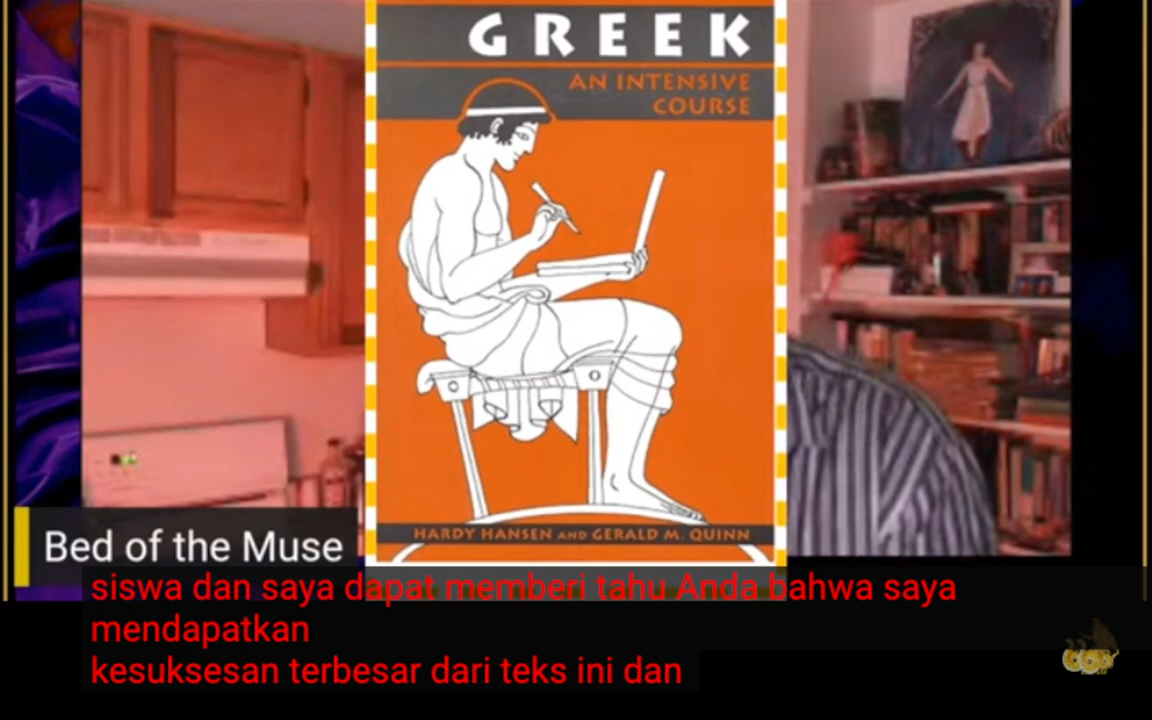 GREEK
AN INTENSIVE
COURSE
HARDY HANSEN AND GERALD M. QUINN
Bed of the Muse
siswa dan saya dapat memberi tahu Anda bahwa saya
mendapatkan
kesuksesan terbesar dari teks ini dan